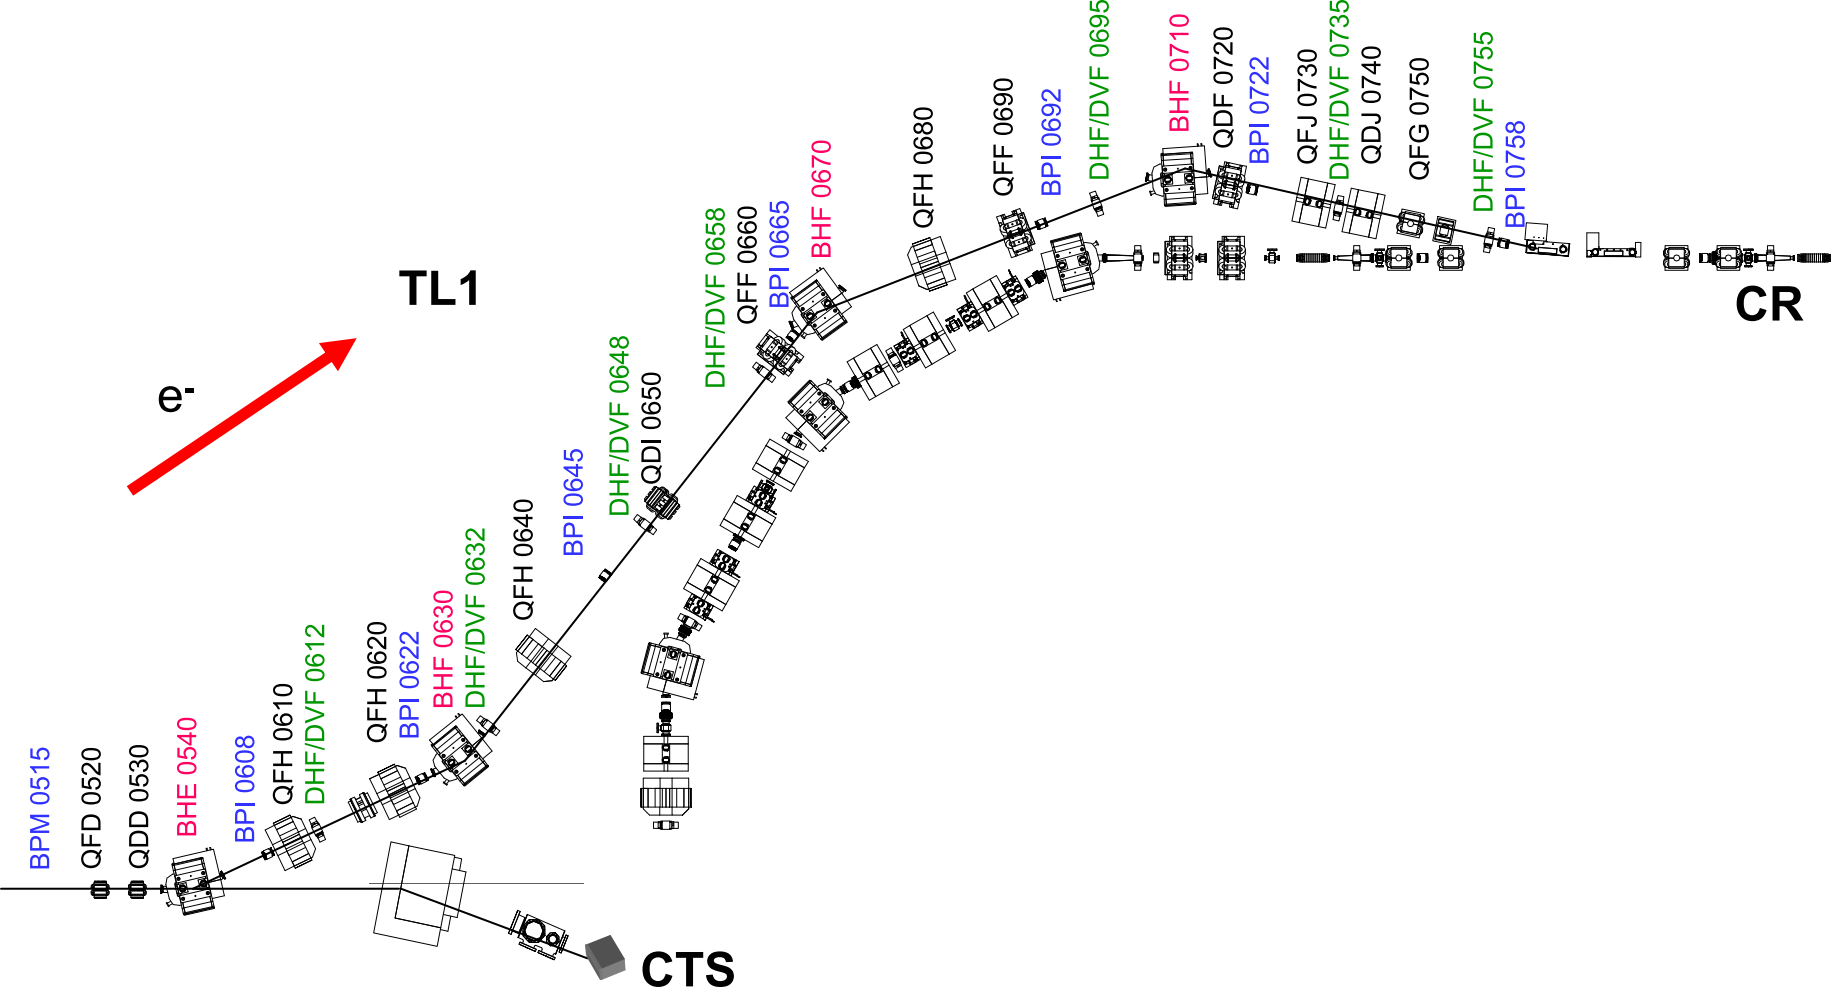 BPM 0515
QFD 0520
QDD 0530
BHE 0540
BPI 0608
QFH 0610
DHF/DVF 0612
QFH 0620
BPI 0622
BHF 0630
DHF/DVF 0632
QFH 0640
BPI 0645
DHF/DVF 0648
QDI 0650
DHF/DVF 0658
QFF 0660
BPI 0665
BHF 0670
QFH 0680
QFF 0690
BPI 0692
DHF/DVF 0695
BHF 0710
QDF 0720
BPI 0722
QFJ 0730
DHF/DVF 0735
QDJ 0740
QFG 0750
DHF/DVF 0755
BPI 0758
TL1
e-
CR
CTS